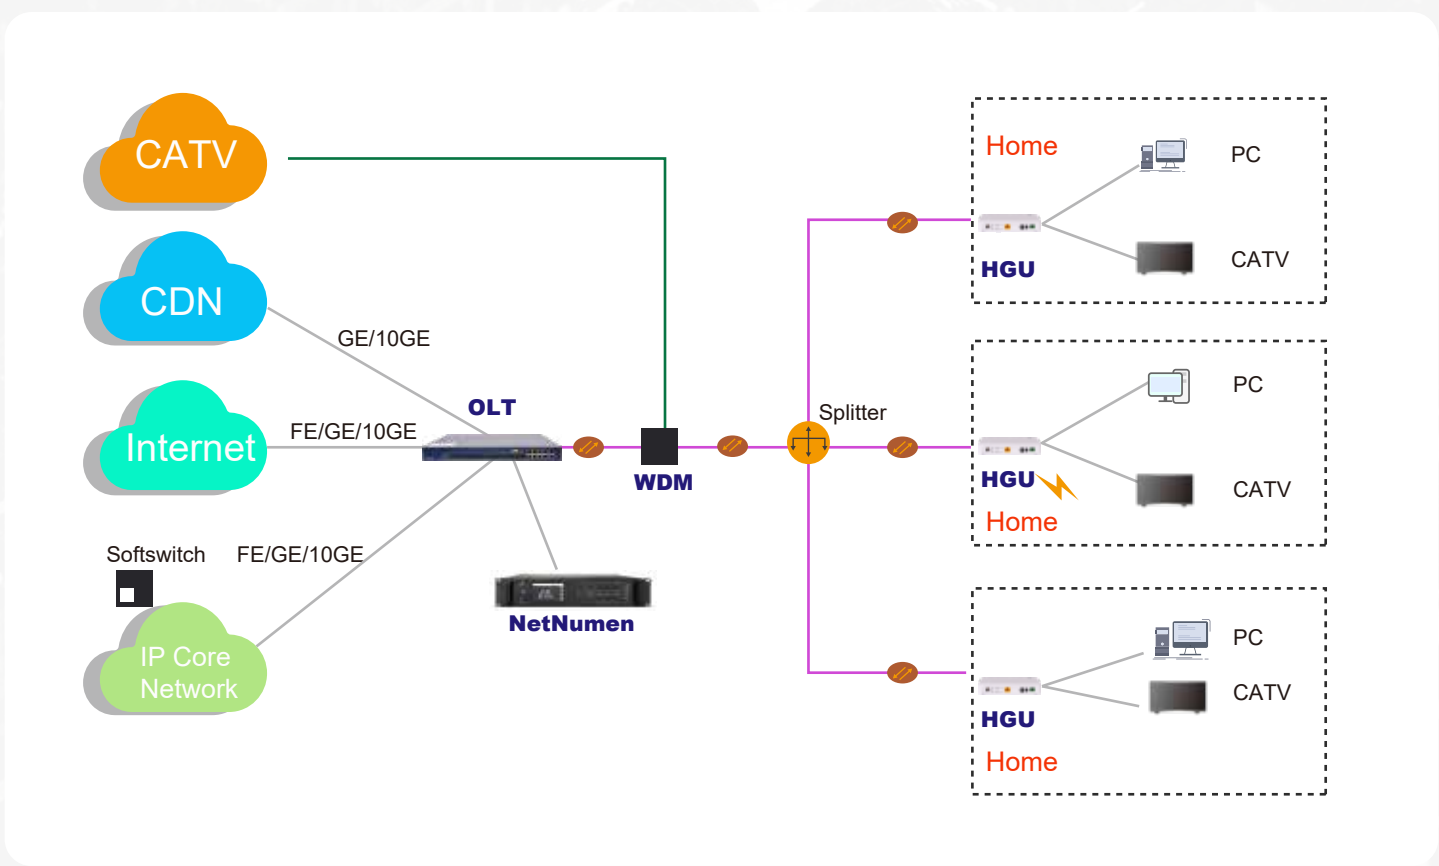 CATV
CDN
GE/10GE
Internet
FE/GE/10GE
OLT
WDM
Splitter
Softswitch
FE/GE/10GE
IP Core
Network
NetNumen
Home
PC
HGU
CATV
PC
HGU
CATV
Home
PC
CATV
HGU
Home